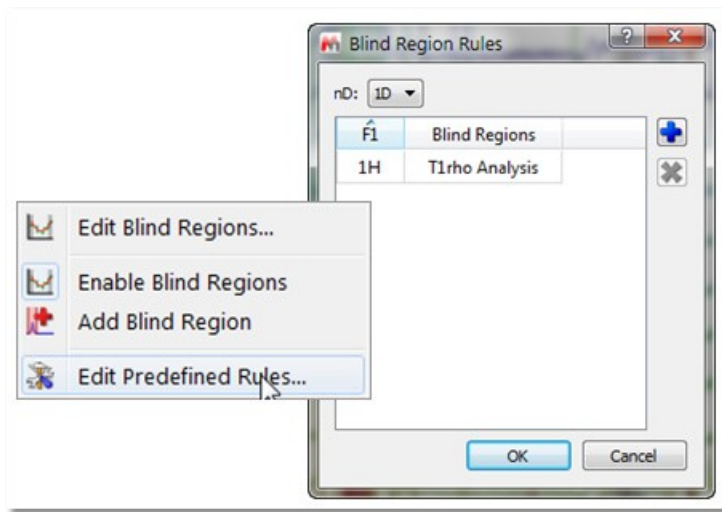 Blind Region Rules
nD: 1D
F1 Blind Regions
1H T1rho Analysis
OK Cancel
Edit Blind Regions...
Enable Blind Regions
Add Blind Region
Edit Predefined Rules...